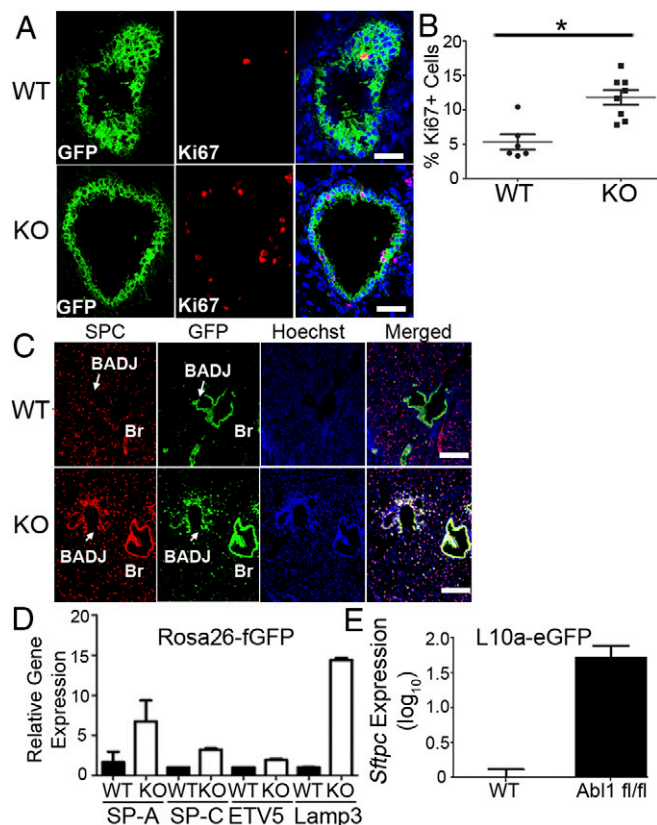 A
WT
GFP
Ki67
KO
GFP
Ki67
B
*
% Ki67+ Cells
20
15
10
5
0
WT
KO
C
SPC
GFP
Hoechst
Merged
WT
BADJ
Br
BADJ
Br
KO
BADJ
Br
BADJ
Br
D
Rosa26-fGFP
Relative Gene
Expression
20
15
10
5
0
WT KO WT KO WT KO WT KO
SP-A SP-C ETV5 Lamp3
E
L10a-eGFP
Sftpc Expression
(log10)
2.0
1.5
1.0
0.5
0
WT
Abl1 fl/fl